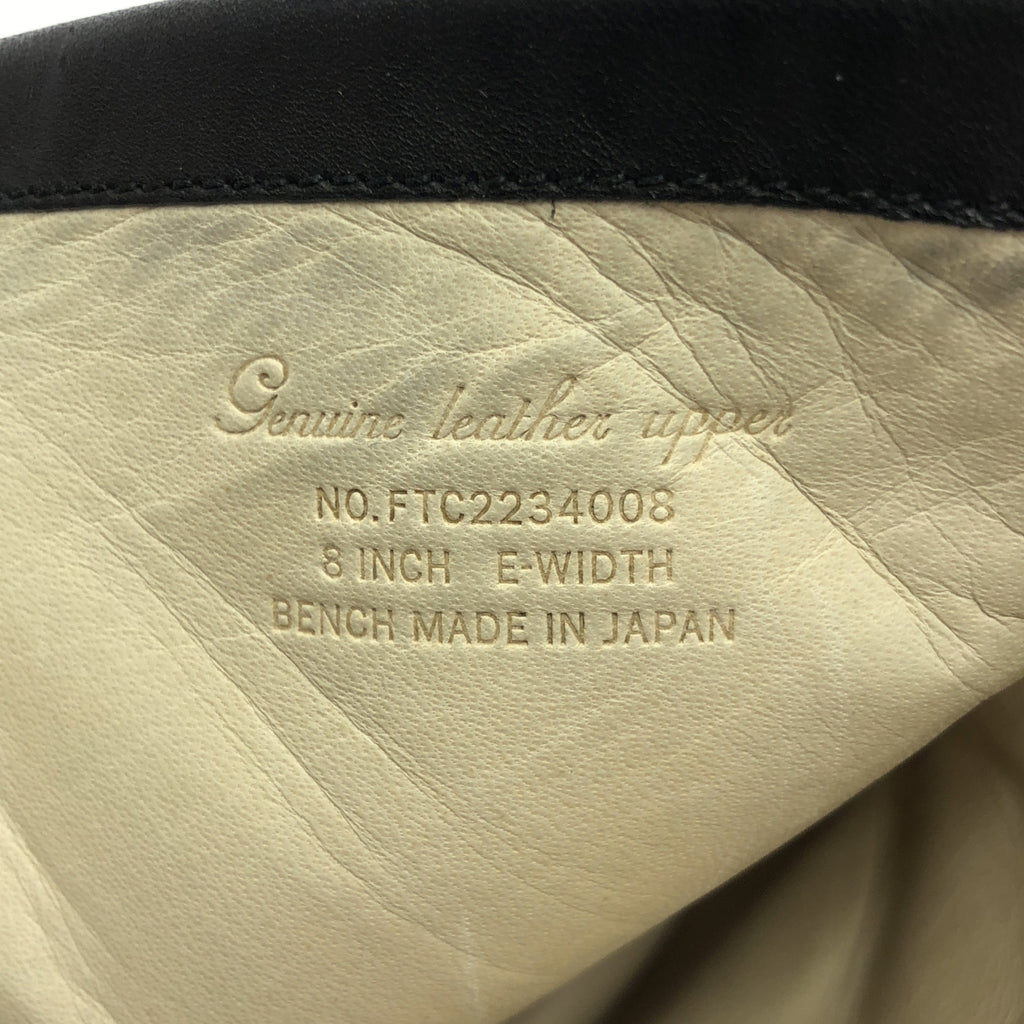 Genuine leather upper
NO.FTC2234008
8 INCH E-WIDTH
BENCH MADE IN JAPAN